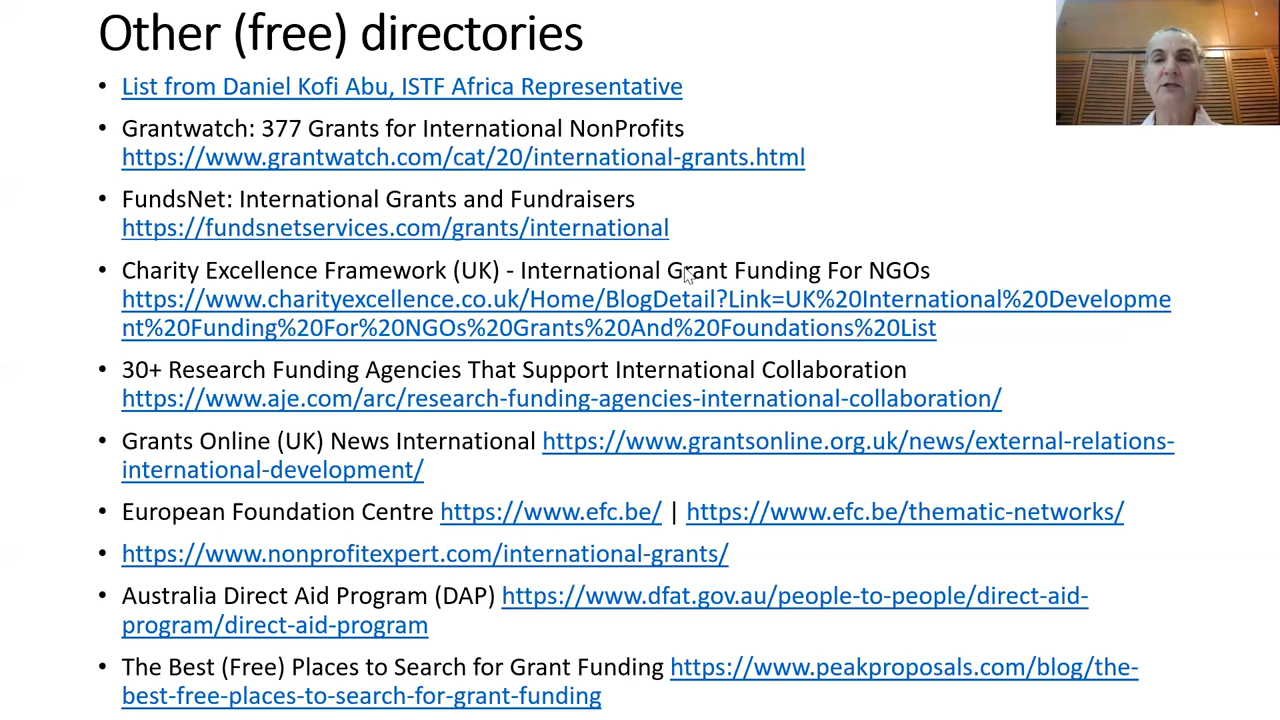 Other (free) directories
• List from Daniel Kofi Abu, ISTF Africa Representative
• Grantwatch: 377 Grants for International NonProfits
https://www.grantwatch.com/cat/20/international-grants.html
• FundsNet: International Grants and Fundraisers
https://fundsnetservices.com/grants/international
• Charity Excellence Framework (UK) - International Grant Funding For NGOs
https://www.charityexcellence.co.uk/Home/BlogDetail?Link=UK%20International%20Developme
nt%20Funding%20For%20NGOs%20Grants%20And%20Foundations%20List
• 30+ Research Funding Agencies That Support International Collaboration
https://www.aje.com/arc/research-funding-agencies-international-collaboration/
• Grants Online (UK) News International https://www.grantsonline.org.uk/news/external-relations-
international-development/
• European Foundation Centre https://www.efc.be/ | https://www.efc.be/thematic-networks/
• https://www.nonprofitexpert.com/international-grants/
• Australia Direct Aid Program (DAP) https://www.dfat.gov.au/people-to-people/direct-aid-
program/direct-aid-program
• The Best (Free) Places to Search for Grant Funding https://www.peakproposals.com/blog/the-
best-free-places-to-search-for-grant-funding